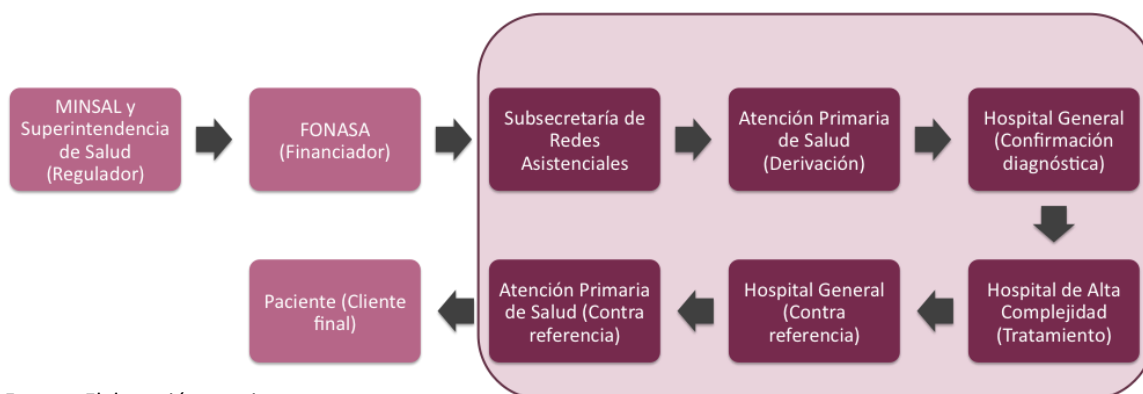 MINSAL y
Superintendencia
de Salud
(Regulador)
FONASA
(Financiador)
Subsecretaría de
Redes
Asistenciales
Atención Primaria
de Salud
(Derivación)
Hospital General
(Confirmación
diagnóstica)
Paciente (Cliente
final)
Atención Primaria
de Salud (Contra
referencia)
Hospital General
(Contra
referencia)
Hospital de Alta
Complejidad
(Tratamiento)